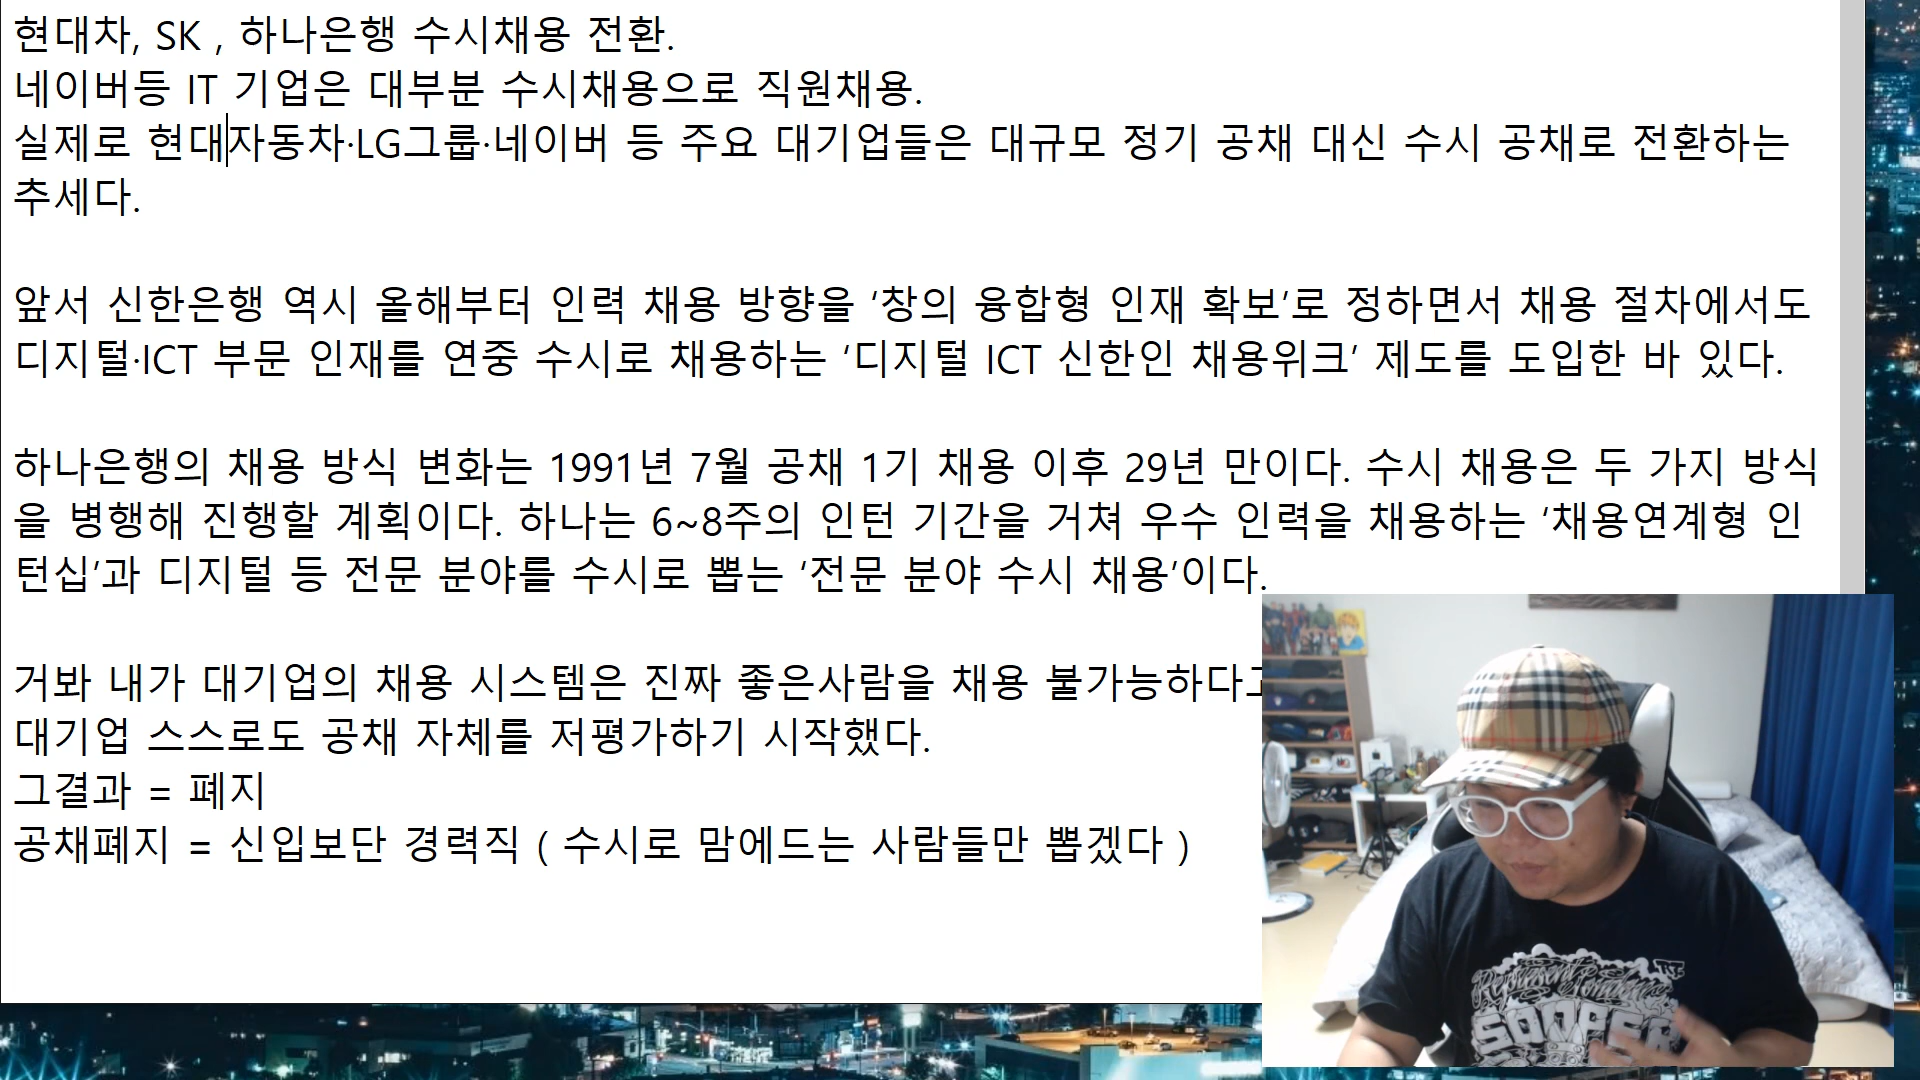 현대차, SK , 하나은행 수시채용 전환.
네이버등 IT 기업은 대부분 수시채용으로 직원채용.
실제로 현대자동차·LG그룹·네이버 등 주요 대기업들은 대규모 정기 공채 대신 수시 공채로 전환하는
추세다.
앞서 신한은행 역시 올해부터 인력 채용 방향을 ‘창의 융합형 인재 확보’로 정하면서 채용 절차에서도
디지털·ICT 부문 인재를 연중 수시로 채용하는 ‘디지털 ICT 신한인 채용위크’ 제도를 도입한 바 있다.
하나은행의 채용 방식 변화는 1991년 7월 공채 1기 채용 이후 29년 만이다. 수시 채용은 두 가지 방식
을 병행해 진행할 계획이다. 하나는 6~8주의 인턴 기간을 거쳐 우수 인력을 채용하는 ‘채용연계형 인
턴십’과 디지털 등 전문 분야를 수시로 뽑는 ‘전문 분야 수시 채용’이다.
거봐 내가 대기업의 채용 시스템은 진짜 좋은사람을 채용 불가능하다고
대기업 스스로도 공채 자체를 저평가하기 시작했다.
그결과 = 폐지
공채폐지 = 신입보단 경력직 ( 수시로 맘에드는 사람들만 뽑겠다 )